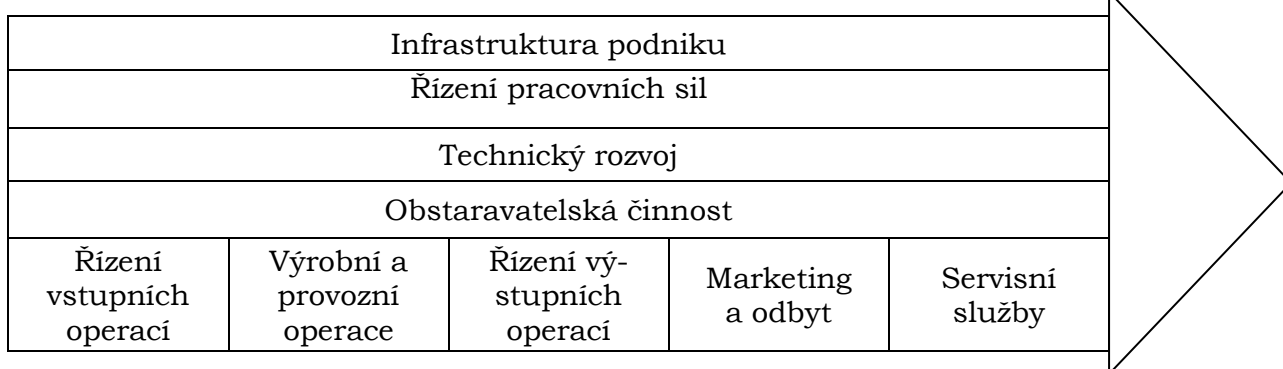 Infrastruktura podniku
Řízení pracovních sil
Technický rozvoj
Obstaravatelská činnost
Řízení
vstupních
operací
Výrobní a
provozní
operace
Řízení vý-
stupních
operací
Marketing
a odbyt
Servisní
služby